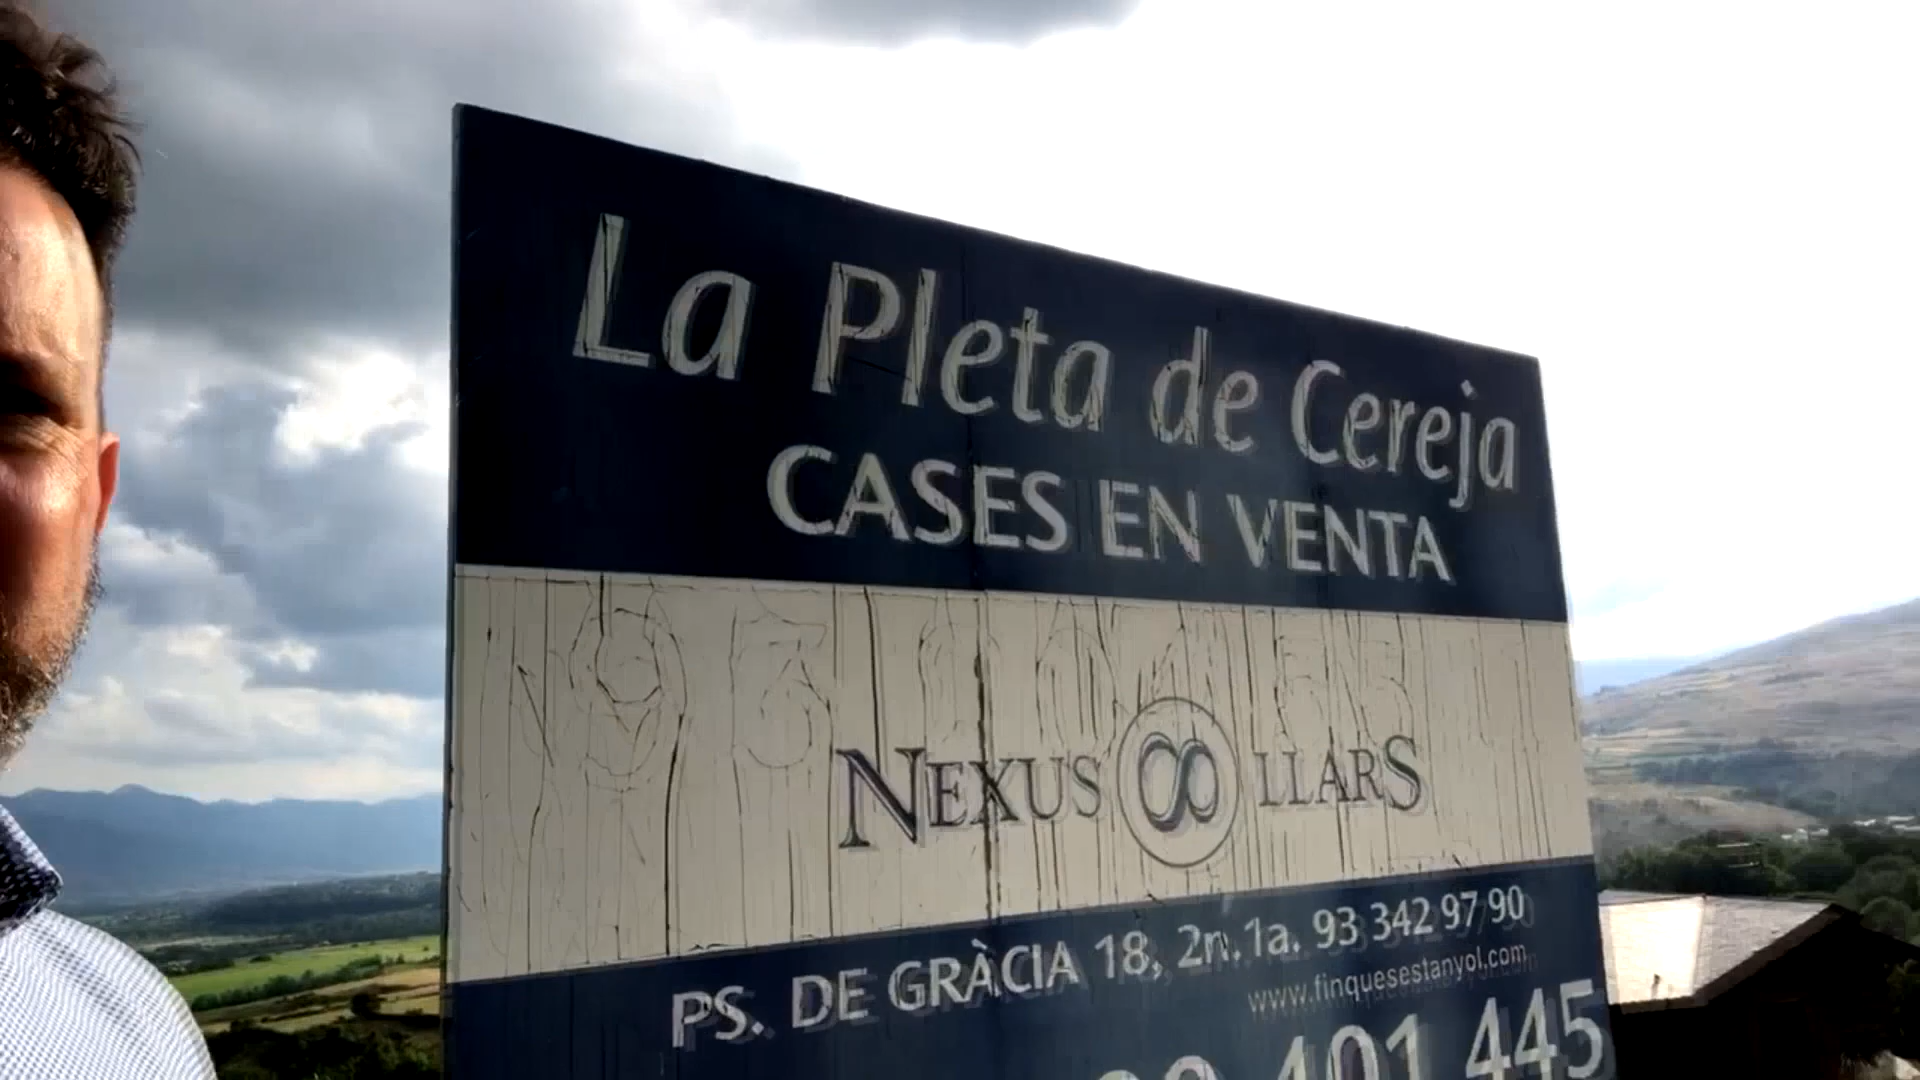 La Pleta de Cereja
CASES EN VENTA
NEXUS LLARS
PS. DE GRÀCIA 18, 2n. 1a. 93 342 97 90
www.finquesestanyol.com
401 445